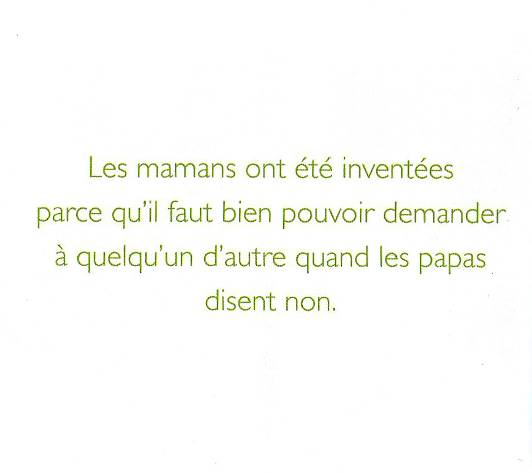 Les mamans ont été inventées
parce qu'il faut bien pouvoir demander
à quelqu'un d'autre quand les papas
disent non.